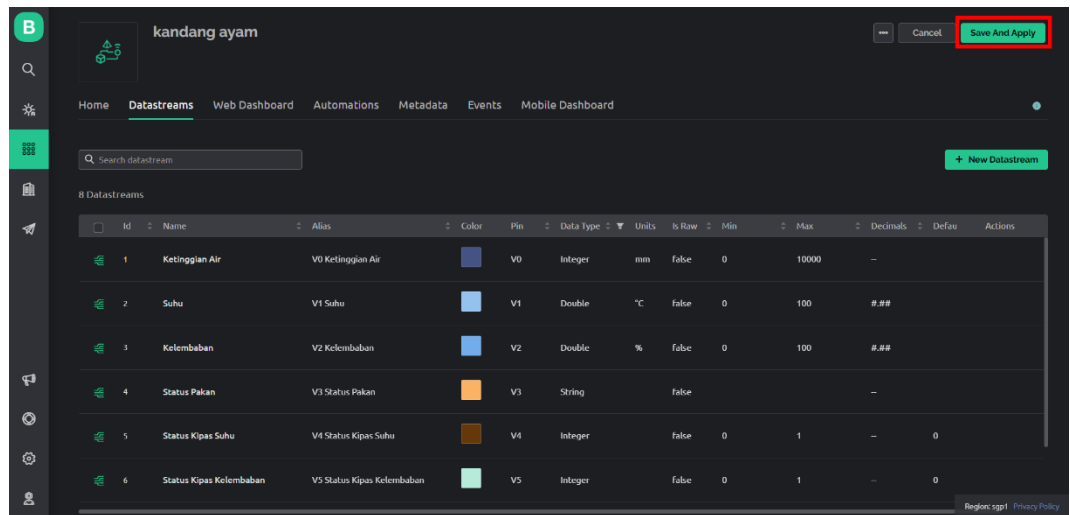 B
kandang ayam
Cancel
Save And Apply
Home Datastreams Web Dashboard Automations Metadata Events Mobile Dashboard
Search datastream
+ New Datastream
8 Datastreams
Id Name Alias Color Pin Data Type Units Is Raw Min Max Decimals Defau Actions
1 Ketinggian Air V0 Ketinggian Air V0 Integer mm false 0 10000 --
2 Suhu V1 Suhu V1 Double °C false 0 100 #.##
3 Kelembaban V2 Kelembaban V2 Double % false 0 100 #.##
4 Status Pakan V3 Status Pakan V3 String false --
5 Status Kipas Suhu V4 Status Kipas Suhu V4 Integer false 0 1 -- 0
6 Status Kipas Kelembaban V5 Status Kipas Kelembaban V5 Integer false 0 1 -- 0
Region: sgp1 Privacy Policy